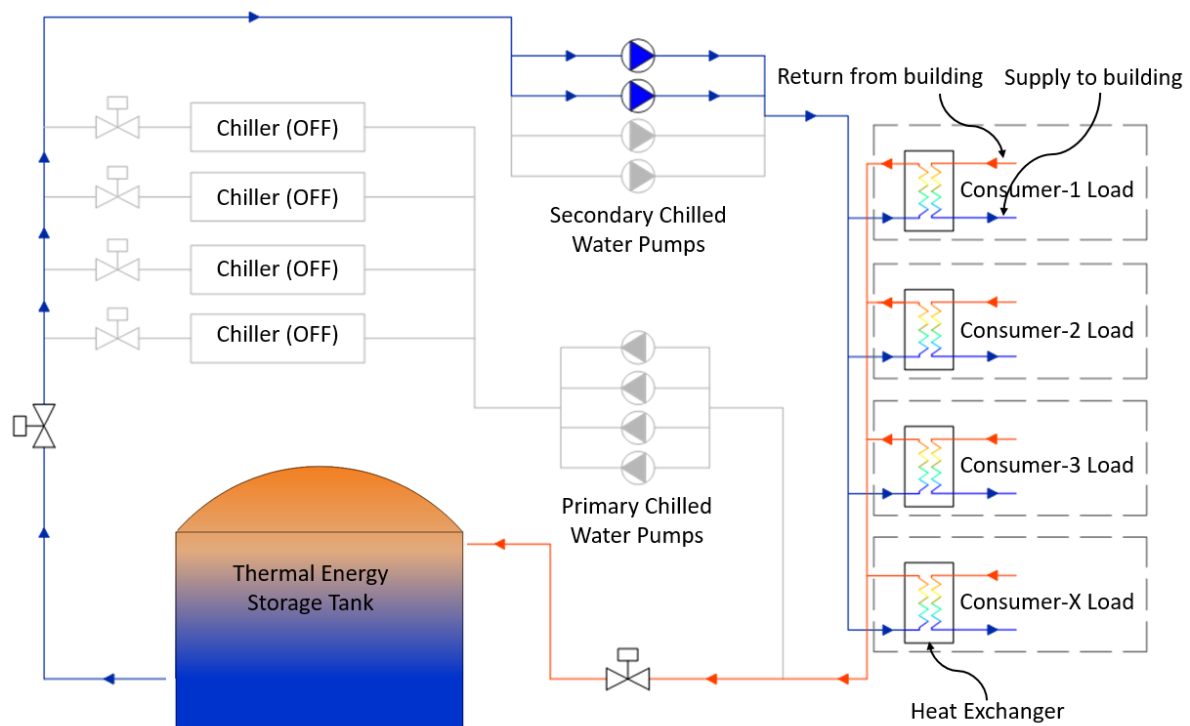 Return from building
Supply to building
Chiller (OFF)
Chiller (OFF)
Chiller (OFF)
Chiller (OFF)
Secondary Chilled
Water Pumps
Consumer-1 Load
Consumer-2 Load
Consumer-3 Load
Consumer-X Load
Primary Chilled
Water Pumps
Thermal Energy
Storage Tank
Heat Exchanger